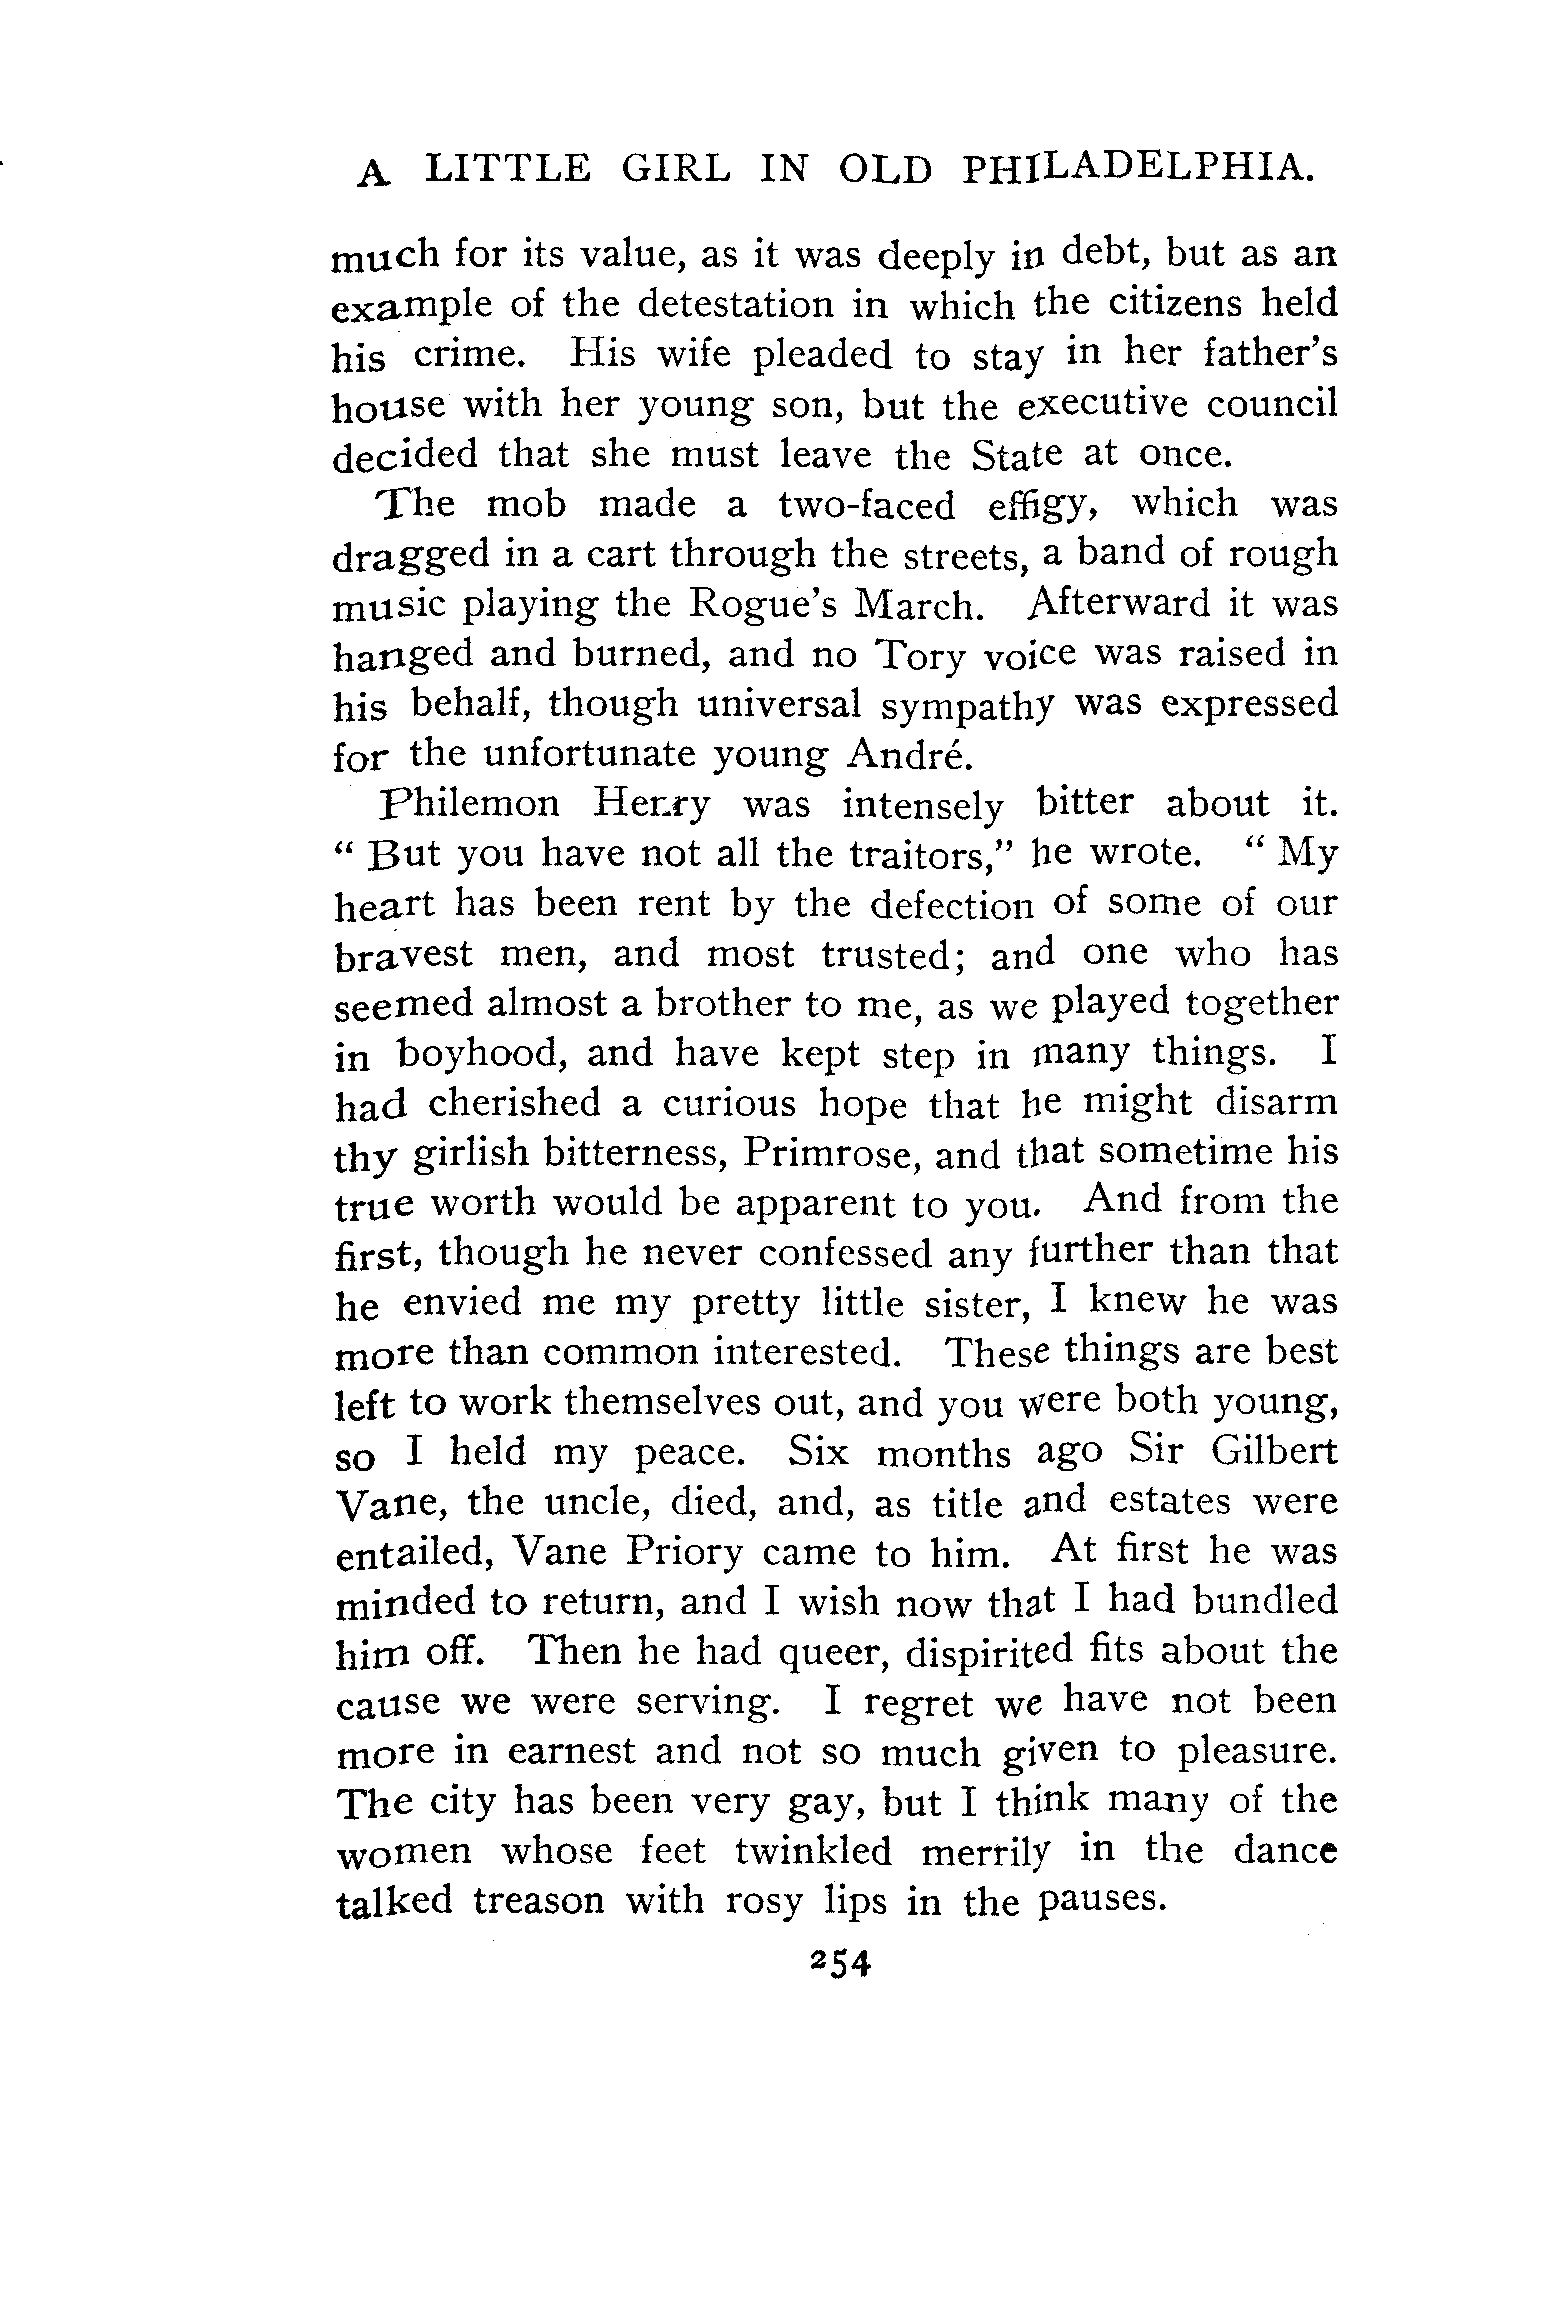 A LITTLE GIRL IN OLD PHILADELPHIA.
much for its value, as it was deeply in debt, but as an
example of the detestation in which the citizens held
his crime. His wife pleaded to stay in her father's
house with her young son, but the executive council
decided that she must leave the State at once.
The mob made a two-faced effigy, which was
dragged in a cart through the streets, a band of rough
music playing the Rogue's March. Afterward it was
hanged and burned, and no Tory voice was raised in
his behalf, though universal sympathy was expressed
for the unfortunate young André.
Philemon Henry was intensely bitter about it.
" But you have not all the traitors," he wrote. " My
heart has been rent by the defection of some of our
bravest men, and most trusted; and one who has
seemed almost a brother to me, as we played together
in boyhood, and have kept step in many things. I
had cherished a curious hope that he might disarm
thy girlish bitterness, Primrose, and that sometime his
true worth would be apparent to you. And from the
first, though he never confessed any further than that
he envied me my pretty little sister, I knew he was
more than common interested. These things are best
left to work themselves out, and you were both young,
so I held my peace. Six months ago Sir Gilbert
Vane, the uncle, died, and, as title and estates were
entailed, Vane Priory came to him. At first he was
minded to return, and I wish now that I had bundled
him off. Then he had queer, dispirited fits about the
cause we were serving. I regret we have not been
more in earnest and not so much given to pleasure.
The city has been very gay, but I think many of the
women whose feet twinkled merrily in the dance
talked treason with rosy lips in the pauses.
254